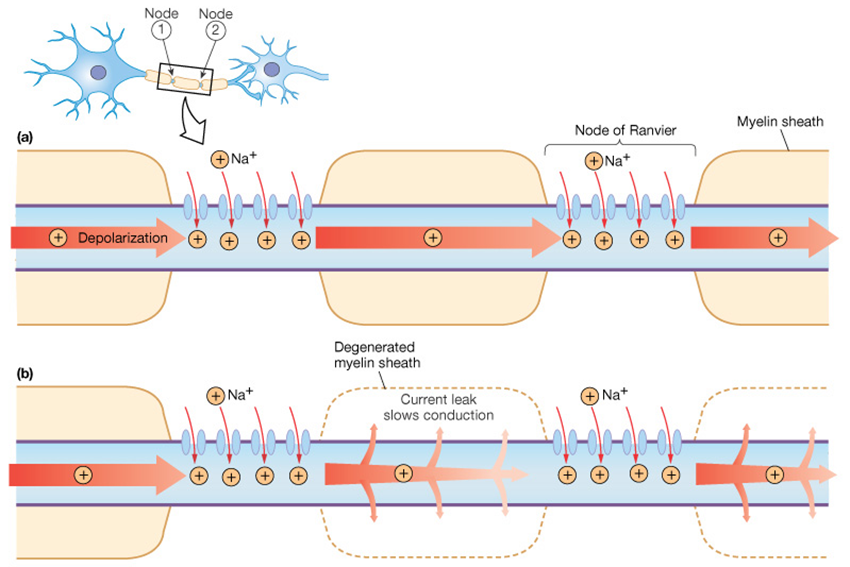 Node
1
Node
2
(a)
Na⁺
Node of Ranvier
Na⁺
Myelin sheath
+
+
Depolarization
+
+
+
+
+
+
+
+
+
+
+
+
(b)
Degenerated
myelin sheath
Na⁺
Current leak
slows conduction
Na⁺
+
+
+
+
+
+
+
+
+
+
+
+
+